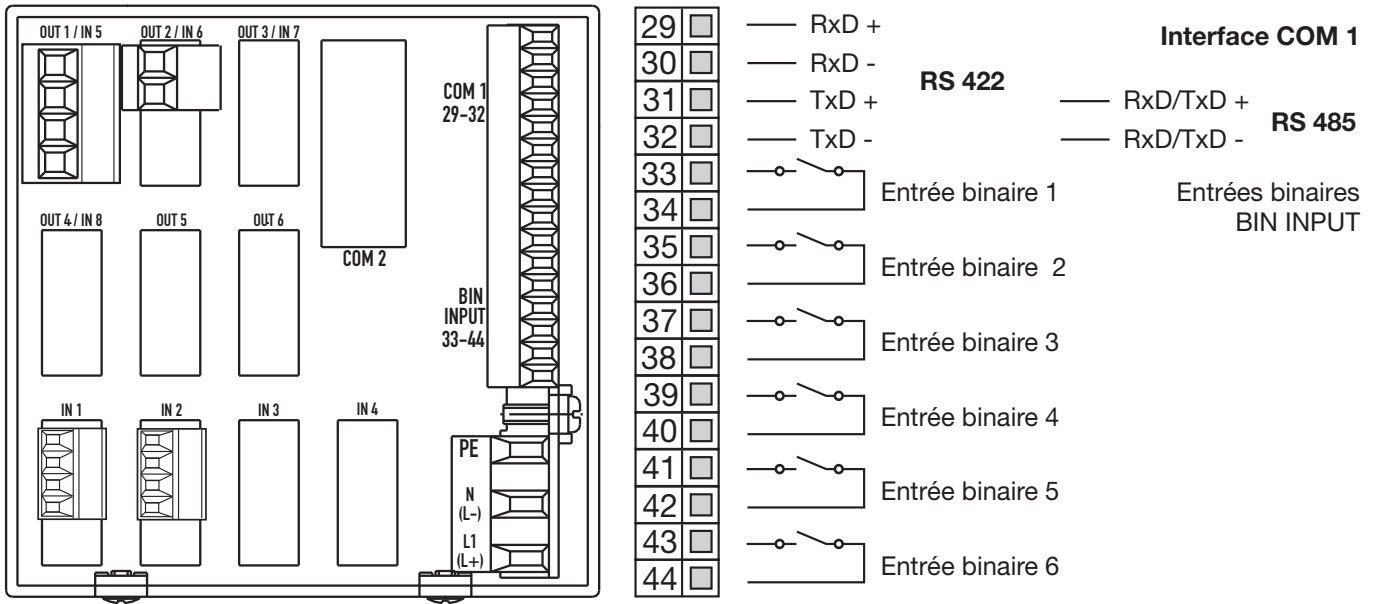 OUT 1 / IN 5
OUT 2 / IN 6
OUT 3 / IN 7
COM 1
29-32
OUT 4 / IN 8
OUT 5
OUT 6
COM 2
BIN
INPUT
33-44
IN 1
IN 2
IN 3
IN 4
PE
N
(L-)
L1
(L+)
29 RxD +
Interface COM 1
30 RxD -
RS 422
31 TxD + RxD/TxD +
RS 485
32 TxD - RxD/TxD -
33
Entrée binaire 1
34
Entrées binaires
BIN INPUT
35
Entrée binaire 2
36
37
Entrée binaire 3
38
39
Entrée binaire 4
40
41
Entrée binaire 5
42
43
Entrée binaire 6
44